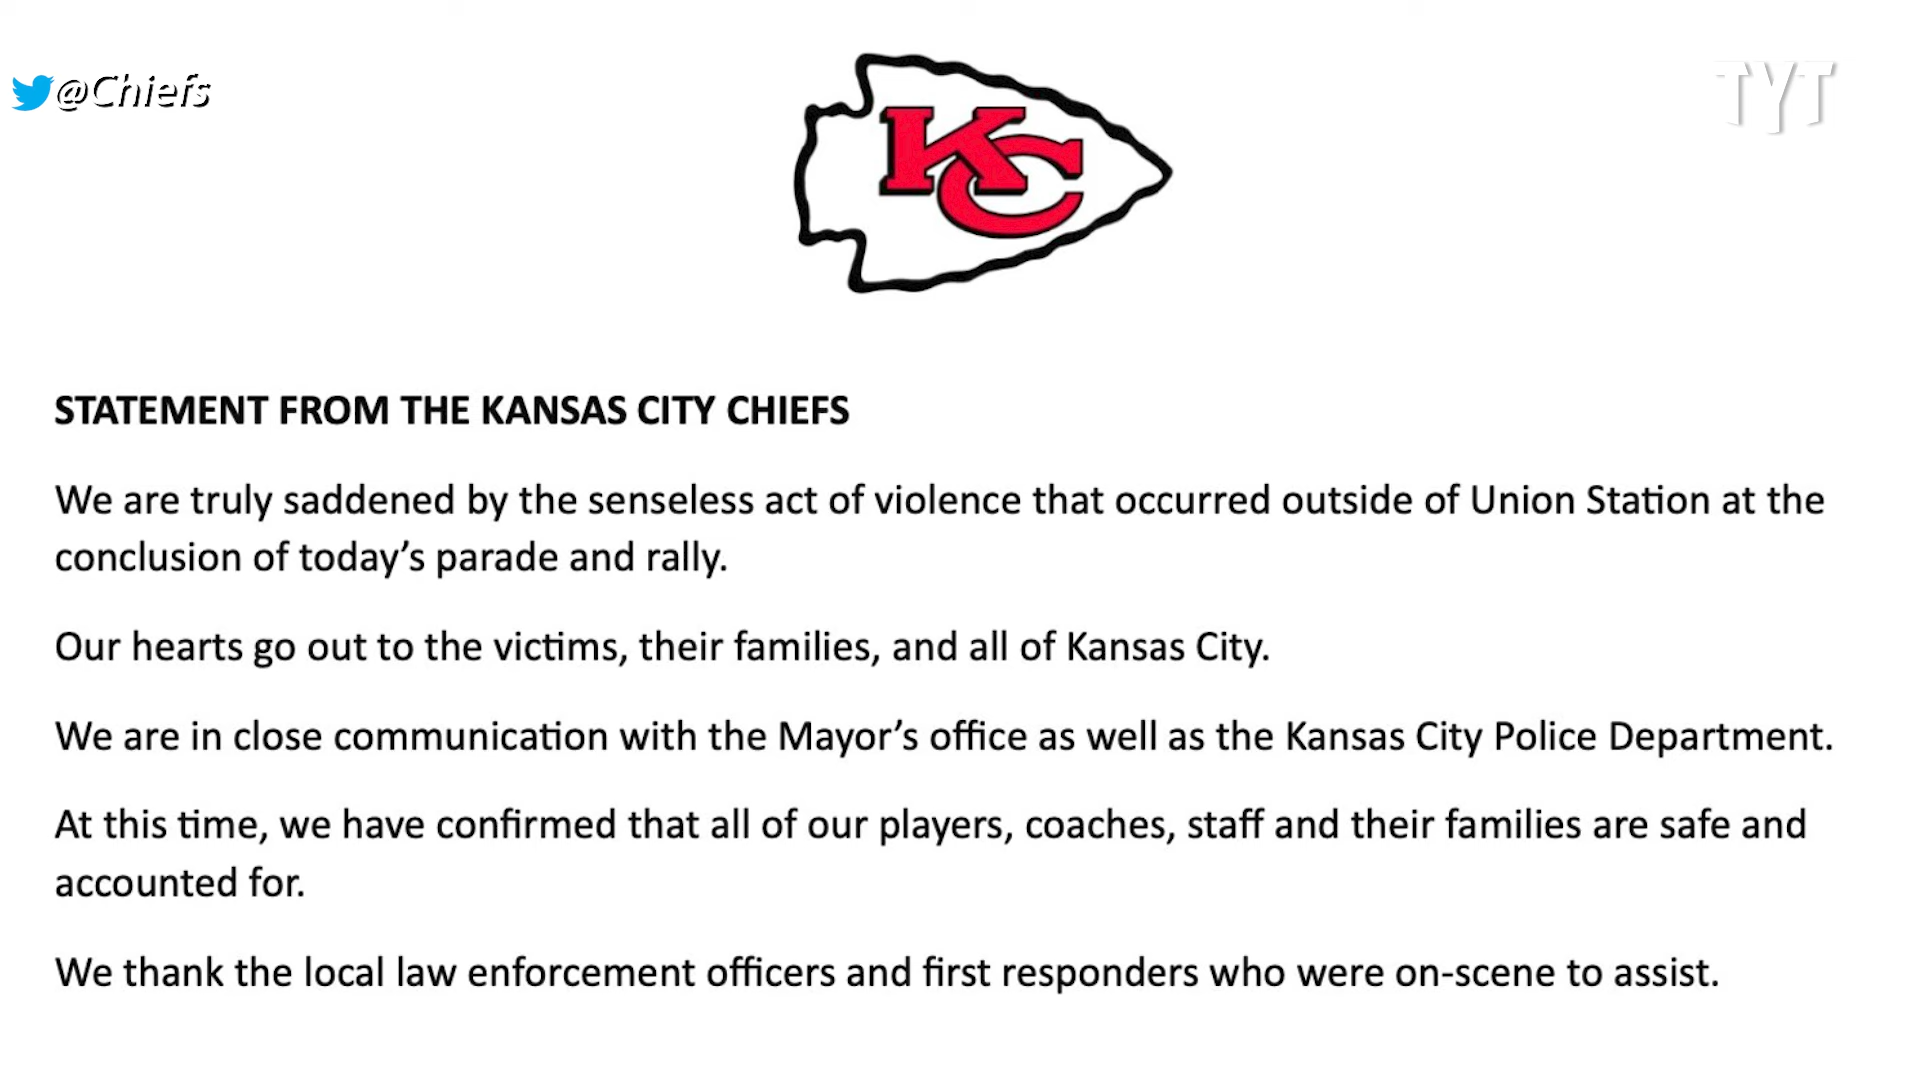 @Chiefs
TYT
KC
STATEMENT FROM THE KANSAS CITY CHIEFS
We are truly saddened by the senseless act of violence that occurred outside of Union Station at the
conclusion of today’s parade and rally.
Our hearts go out to the victims, their families, and all of Kansas City.
We are in close communication with the Mayor’s office as well as the Kansas City Police Department.
At this time, we have confirmed that all of our players, coaches, staff and their families are safe and
accounted for.
We thank the local law enforcement officers and first responders who were on-scene to assist.